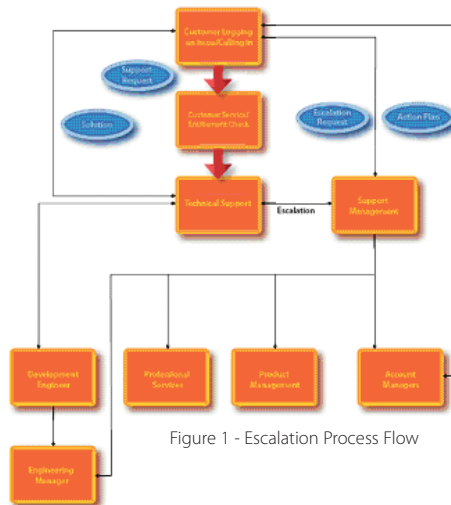 Customer Logging
an Issue/Calling In
Support
Request
Customer Service/
Entitlement Check
Solution
Escalation
Request
Action Plan
Technical Support
Escalation
Support
Management
Development
Engineer
Professional
Services
Product
Management
Account
Managers
Figure 1 - Escalation Process Flow
Engineering
Manager